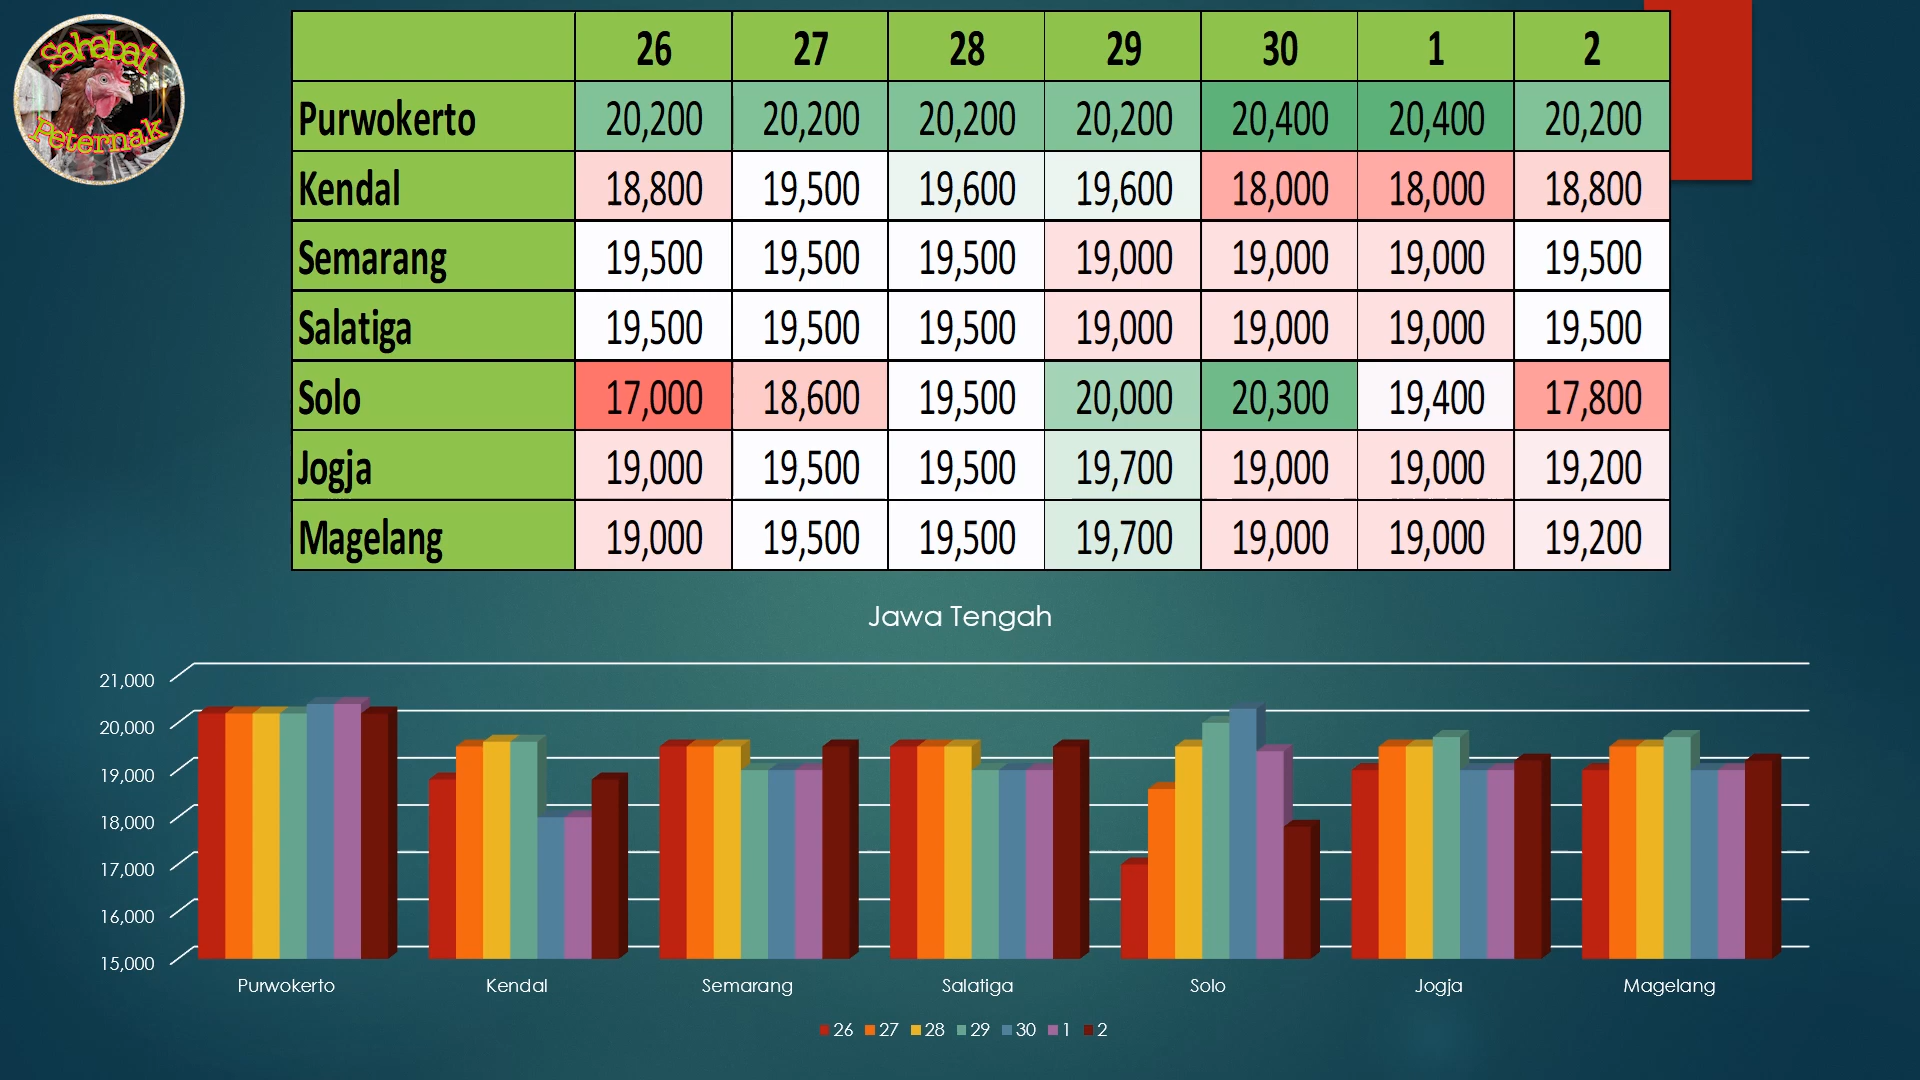 Sahabat
Peternak
26 27 28 29 30 1 2
Purwokerto 20,200 20,200 20,200 20,200 20,400 20,400 20,200
Kendal 18,800 19,500 19,600 19,600 18,000 18,000 18,800
Semarang 19,500 19,500 19,500 19,000 19,000 19,000 19,500
Salatiga 19,500 19,500 19,500 19,000 19,000 19,000 19,500
Solo 17,000 18,600 19,500 20,000 20,300 19,400 17,800
Jogja 19,000 19,500 19,500 19,700 19,000 19,000 19,200
Magelang 19,000 19,500 19,500 19,700 19,000 19,000 19,200
Jawa Tengah
21,000
20,000
19,000
18,000
17,000
16,000
15,000
Purwokerto Kendal Semarang Salatiga Solo Jogja Magelang
26 27 28 29 30 1 2